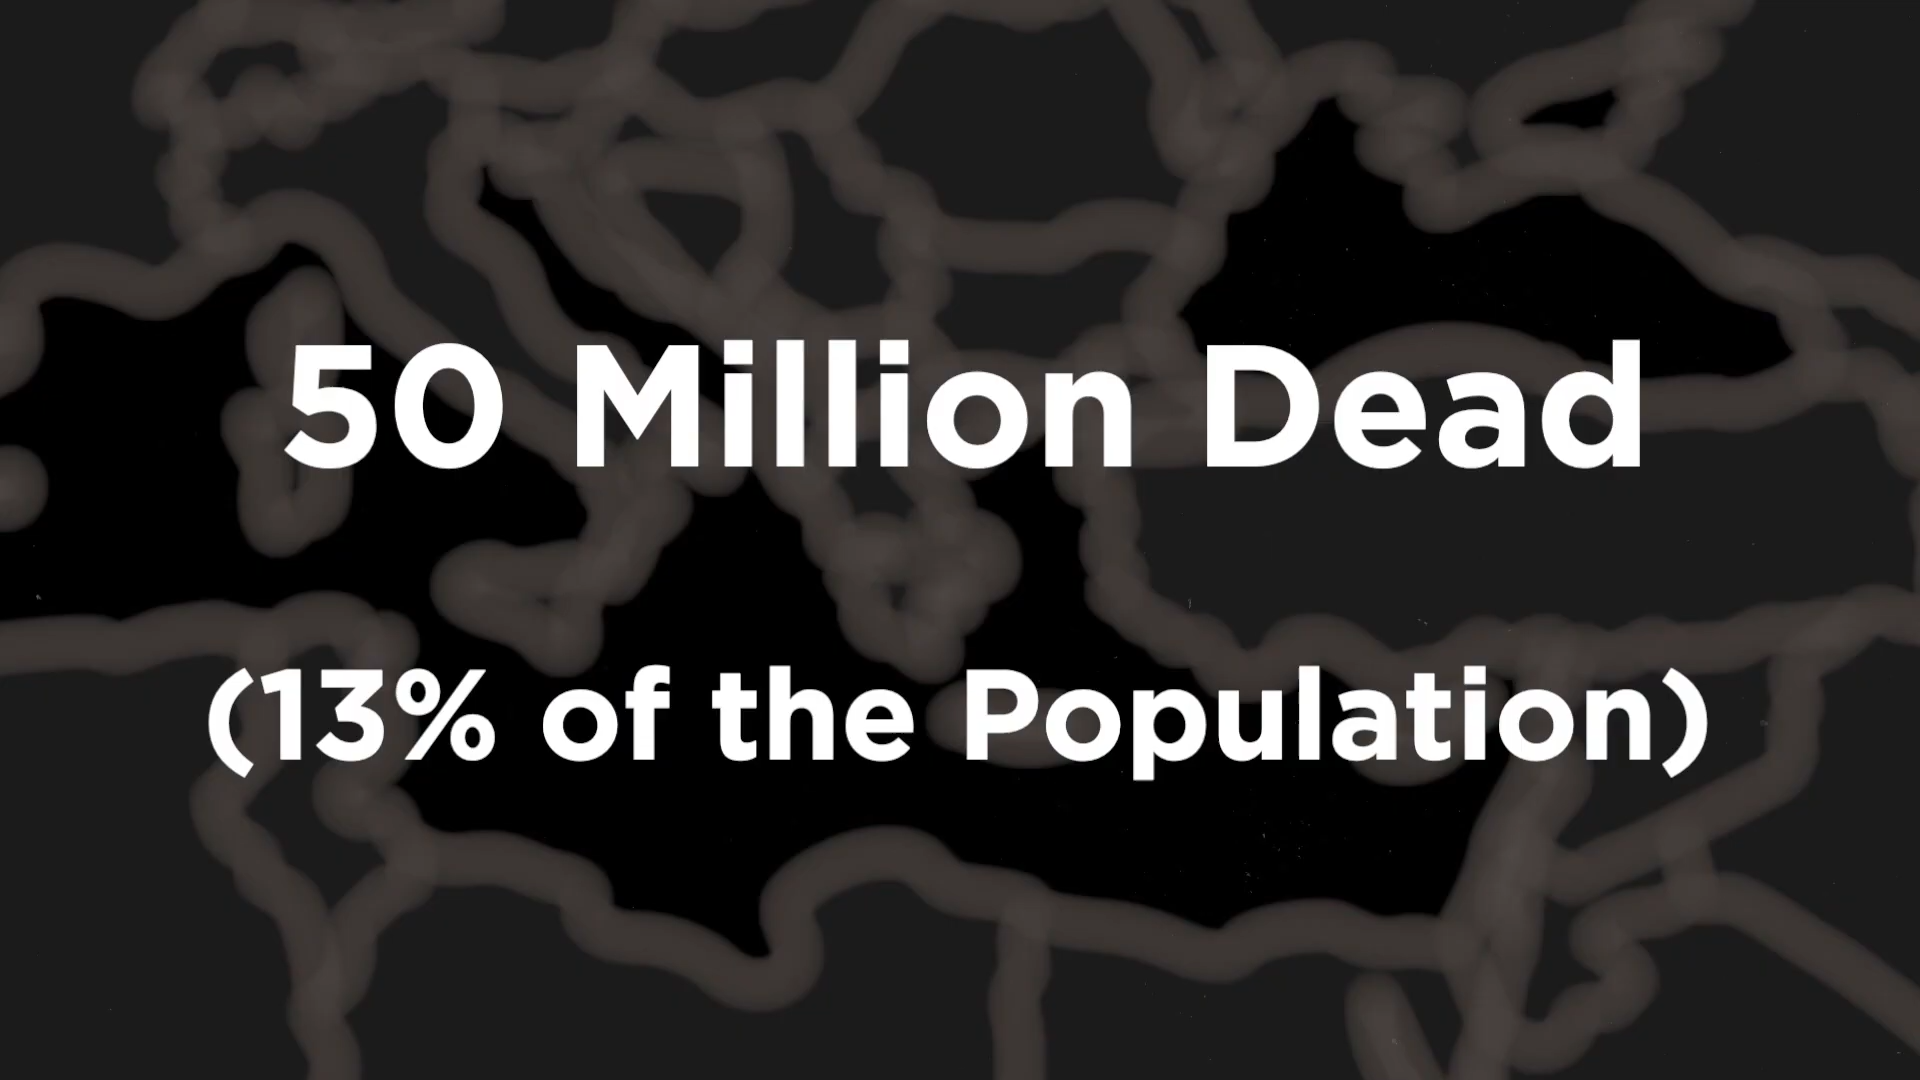 50 Million Dead
(13% of the Population)